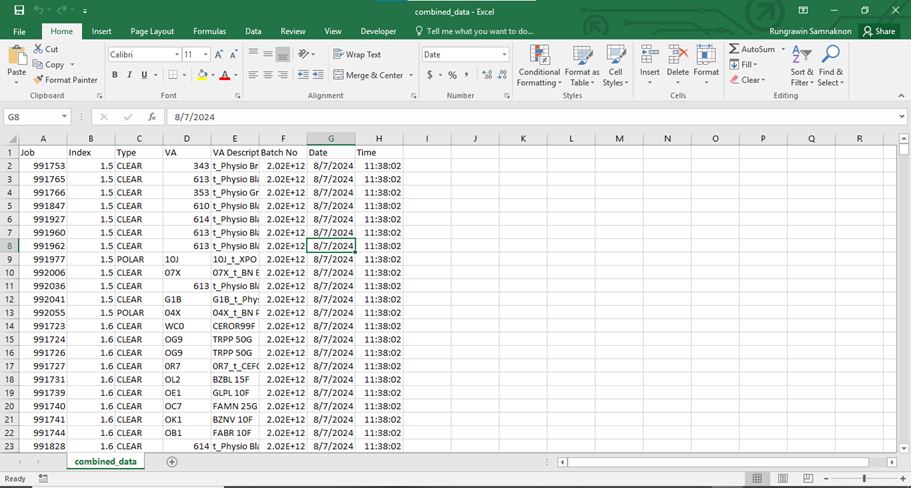 combined_data - Excel
File Home Insert Page Layout Formulas Data Review View Developer Tell me what you want to do... Rungrawin Samnaknon Share
Paste
Cut
Copy
Format Painter
Clipboard
Calibri 11
B I U
Font
Wrap Text
Merge & Center
Alignment
Date
$ % ,
Number
Conditional Formatting
Format as Table
Cell Styles
Styles
Insert Delete Format
Cells
AutoSum
Fill
Clear
Sort & Filter
Find & Select
Editing
G8 fx 8/7/2024
A B C D E F G H I J K L M N O P Q R
1 Job Index Type VA VA Descript Batch No Date Time
2 991753 1.5 CLEAR 343 t_Physio Br 2.02E+12 8/7/2024 11:38:02
3 991765 1.5 CLEAR 613 t_Physio Bla 2.02E+12 8/7/2024 11:38:02
4 991766 1.5 CLEAR 353 t_Physio Gr 2.02E+12 8/7/2024 11:38:02
5 991847 1.5 CLEAR 610 t_Physio Bla 2.02E+12 8/7/2024 11:38:02
6 991927 1.5 CLEAR 614 t_Physio Bla 2.02E+12 8/7/2024 11:38:02
7 991960 1.5 CLEAR 613 t_Physio Bla 2.02E+12 8/7/2024 11:38:02
8 991962 1.5 CLEAR 613 t_Physio Bla 2.02E+12 8/7/2024 11:38:02
9 991977 1.5 POLAR 10J 10J_t_XPO 2.02E+12 8/7/2024 11:38:02
10 992006 1.5 CLEAR 07X 07X_t_BN B 2.02E+12 8/7/2024 11:38:02
11 992036 1.5 CLEAR 613 t_Physio Bla 2.02E+12 8/7/2024 11:38:02
12 992041 1.5 CLEAR G1B G1B_t_Phys 2.02E+12 8/7/2024 11:38:02
13 992055 1.5 POLAR 04X 04X_t_BN P 2.02E+12 8/7/2024 11:38:02
14 991723 1.6 CLEAR WC0 CEROR99F 2.02E+12 8/7/2024 11:38:02
15 991724 1.6 CLEAR OG9 TRPP 50G 2.02E+12 8/7/2024 11:38:02
16 991726 1.6 CLEAR OG9 TRPP 50G 2.02E+12 8/7/2024 11:38:02
17 991727 1.6 CLEAR 0R7 0R7_t_CEFO 2.02E+12 8/7/2024 11:38:02
18 991731 1.6 CLEAR OL2 BZBL 15F 2.02E+12 8/7/2024 11:38:02
19 991739 1.6 CLEAR OE1 GLPL 10F 2.02E+12 8/7/2024 11:38:02
20 991740 1.6 CLEAR OC7 FAMN 25G 2.02E+12 8/7/2024 11:38:02
21 991741 1.6 CLEAR OK1 BZNV 10F 2.02E+12 8/7/2024 11:38:02
22 991744 1.6 CLEAR OB1 FABR 10F 2.02E+12 8/7/2024 11:38:02
23 991828 1.6 CLEAR 614 t_Physio Bla 2.02E+12 8/7/2024 11:38:02
combined_data
Ready